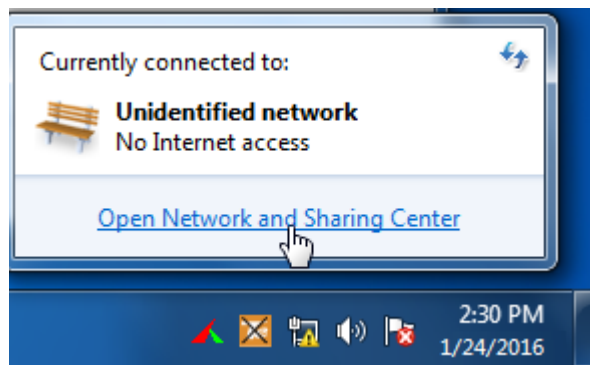 Currently connected to:
Unidentified network
No Internet access
Open Network and Sharing Center
2:30 PM
1/24/2016